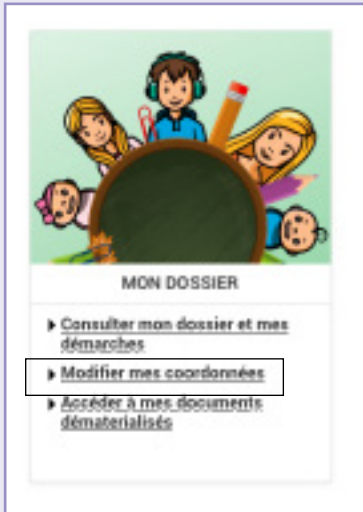 MON DOSSIER
Consulter mon dossier et mes
démarches
Modifier mes coordonnées
Accéder à mes documents
dématerialisés